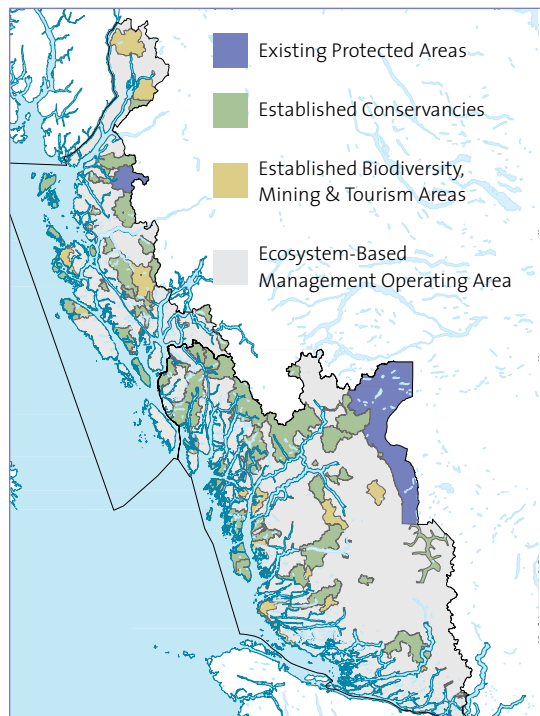 Existing Protected Areas
Established Conservancies
Established Biodiversity,
Mining & Tourism Areas
Ecosystem-Based
Management Operating Area